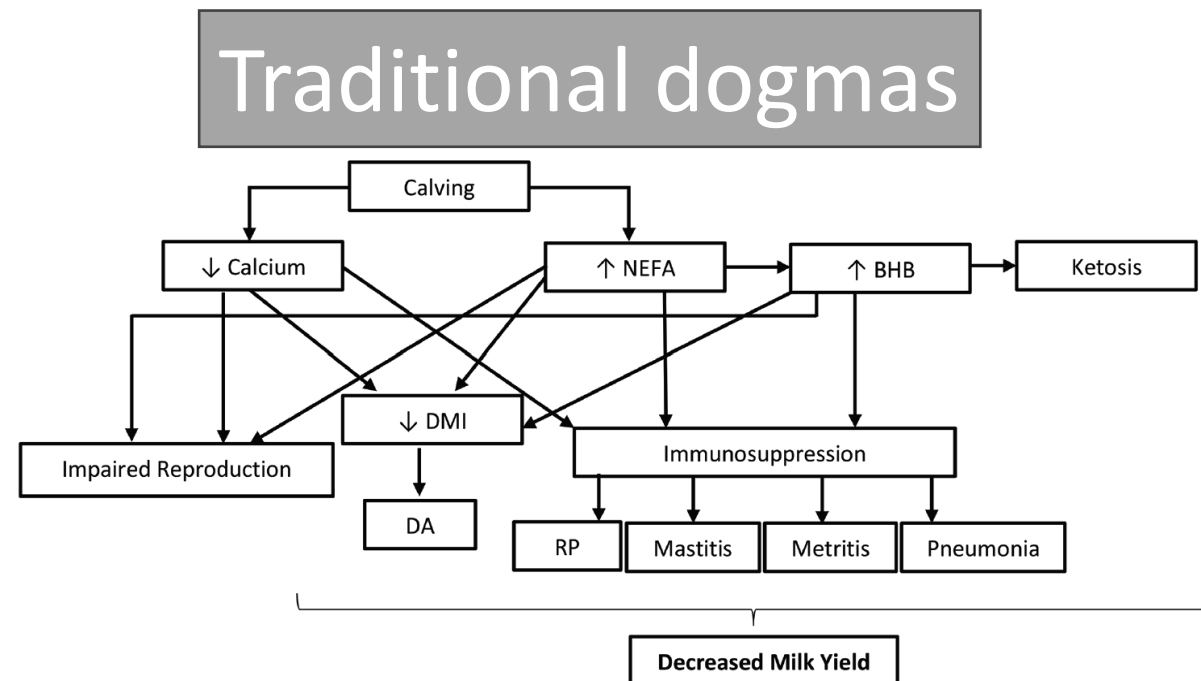 Traditional dogmas
Calving
↓ Calcium
↑ NEFA
↑ BHB
Ketosis
↓ DMI
Impaired Reproduction
Immunosuppression
DA
RP
Mastitis
Metritis
Pneumonia
Decreased Milk Yield